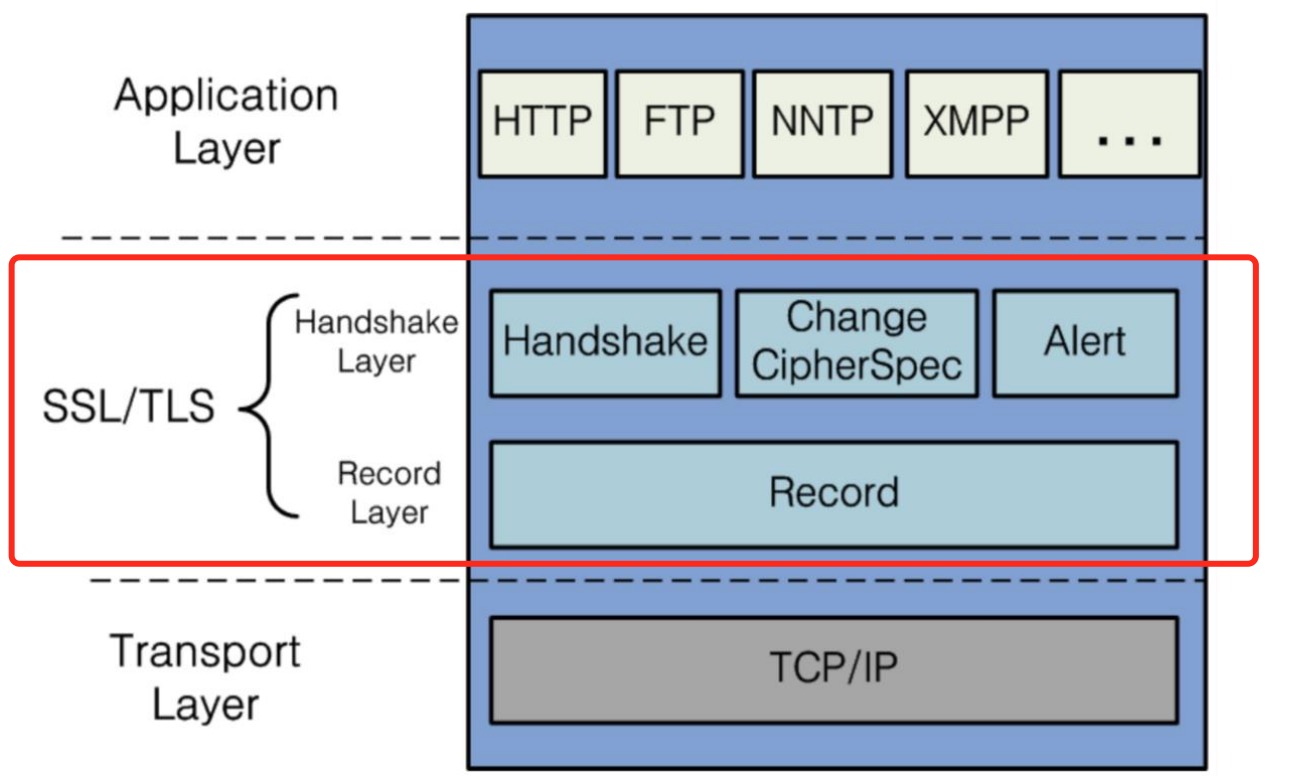 Application
Layer
HTTP
FTP
NNTP
XMPP
...
SSL/TLS
Handshake
Layer
Handshake
Change
CipherSpec
Alert
Record
Layer
Record
Transport
Layer
TCP/IP